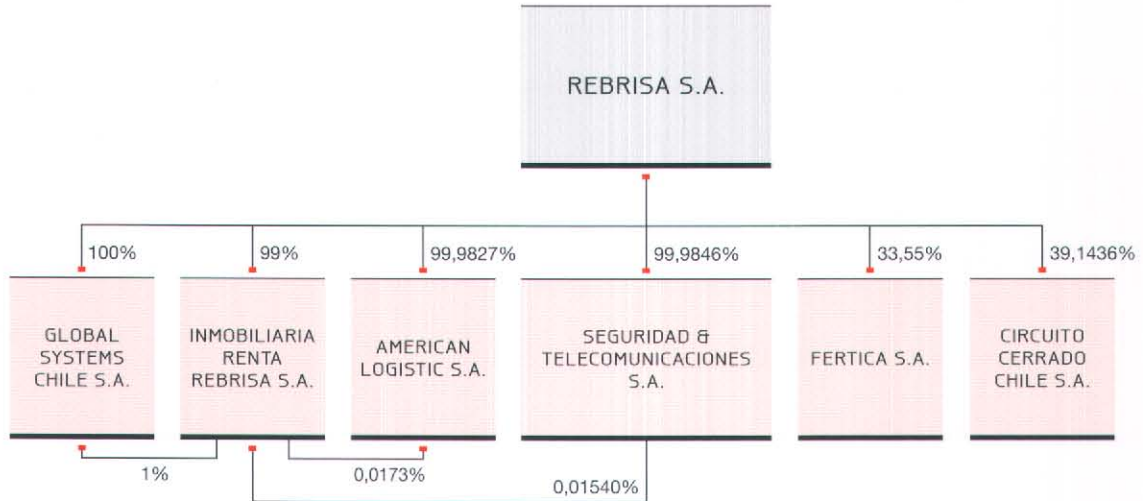 REBRISA S.A.
100%
99%
99,9827%
99,9846%
33,55%
39,1436%
GLOBAL
SYSTEMS
CHILE S.A.
INMOBILIARIA
RENTA
REBRISA S.A.
AMERICAN
LOGISTIC S.A.
SEGURIDAD &
TELECOMUNICACIONES
S.A.
FERTICA S.A.
CIRCUITO
CERRADO
CHILE S.A.
1%
0,0173%
0,01540%